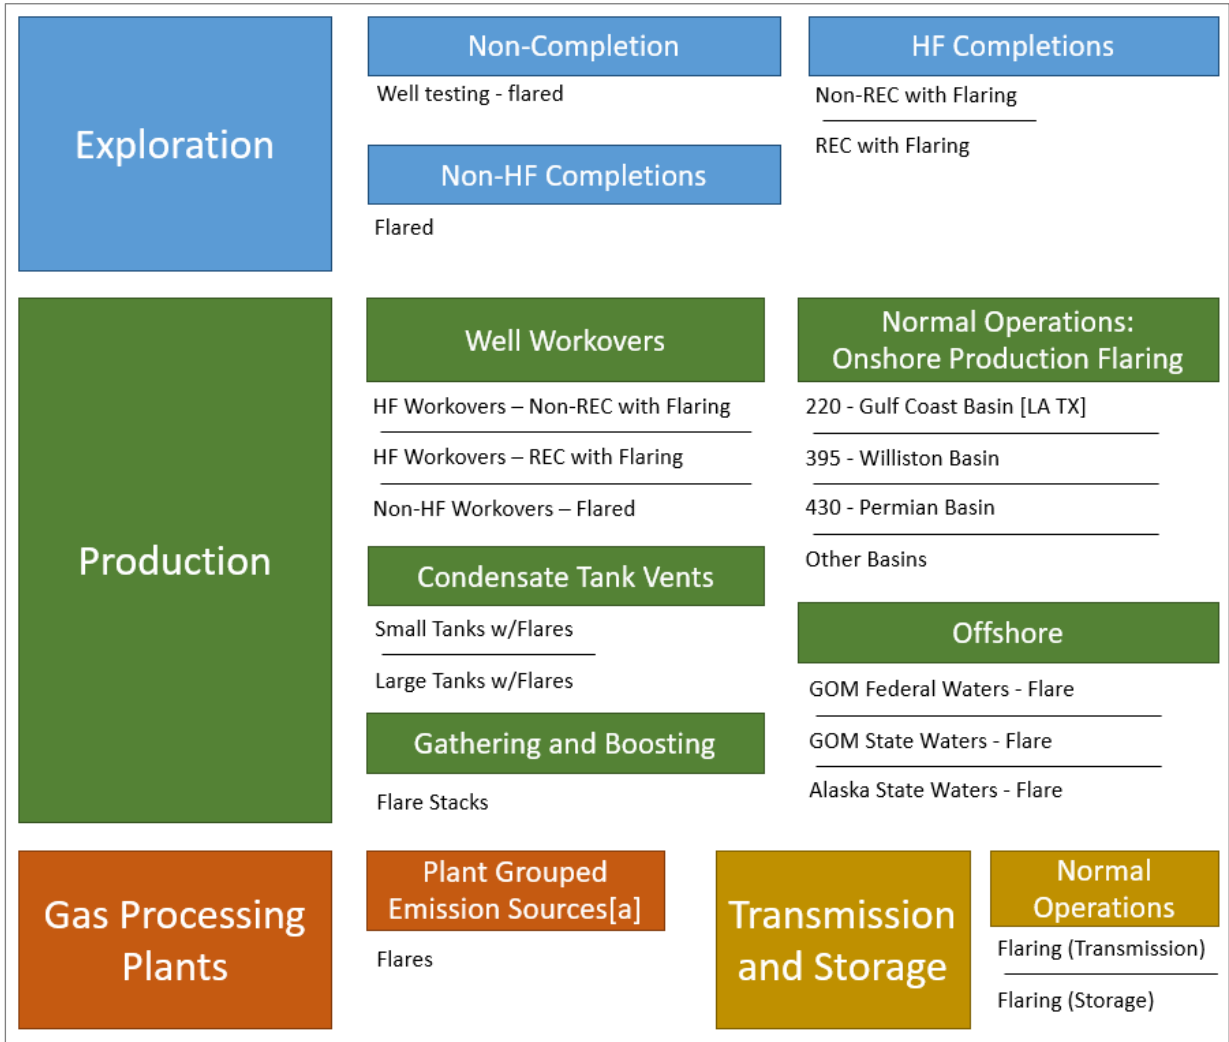 Exploration
Non-Completion
Well testing - flared
Non-HF Completions
Flared
HF Completions
Non-REC with Flaring
REC with Flaring
Production
Well Workovers
HF Workovers – Non-REC with Flaring
HF Workovers – REC with Flaring
Non-HF Workovers – Flared
Condensate Tank Vents
Small Tanks w/Flares
Large Tanks w/Flares
Gathering and Boosting
Flare Stacks
Normal Operations:
Onshore Production Flaring
220 - Gulf Coast Basin [LA TX]
395 - Williston Basin
430 - Permian Basin
Other Basins
Offshore
GOM Federal Waters - Flare
GOM State Waters - Flare
Alaska State Waters - Flare
Gas Processing
Plants
Plant Grouped
Emission Sources[a]
Flares
Transmission
and Storage
Normal
Operations
Flaring (Transmission)
Flaring (Storage)